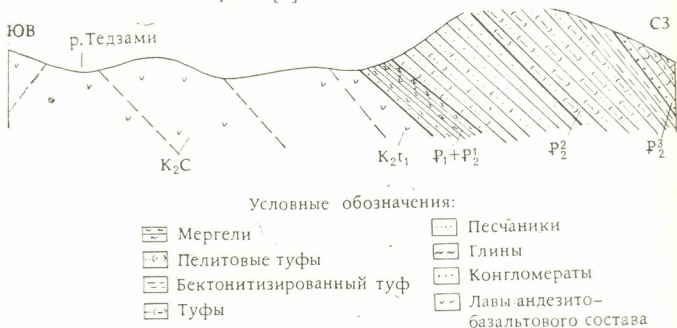 ЮВ
СЗ
р.Тедзами
K₂C
K₂t₁
P₁+P₂¹
P₂²
P₂³
Условные обозначения:
Мергели
Пелитовые туфы
Бектонитизированный туф
Туфы
Песчаники
Глины
Конгломераты
Лавы андезито-
базальтового состава